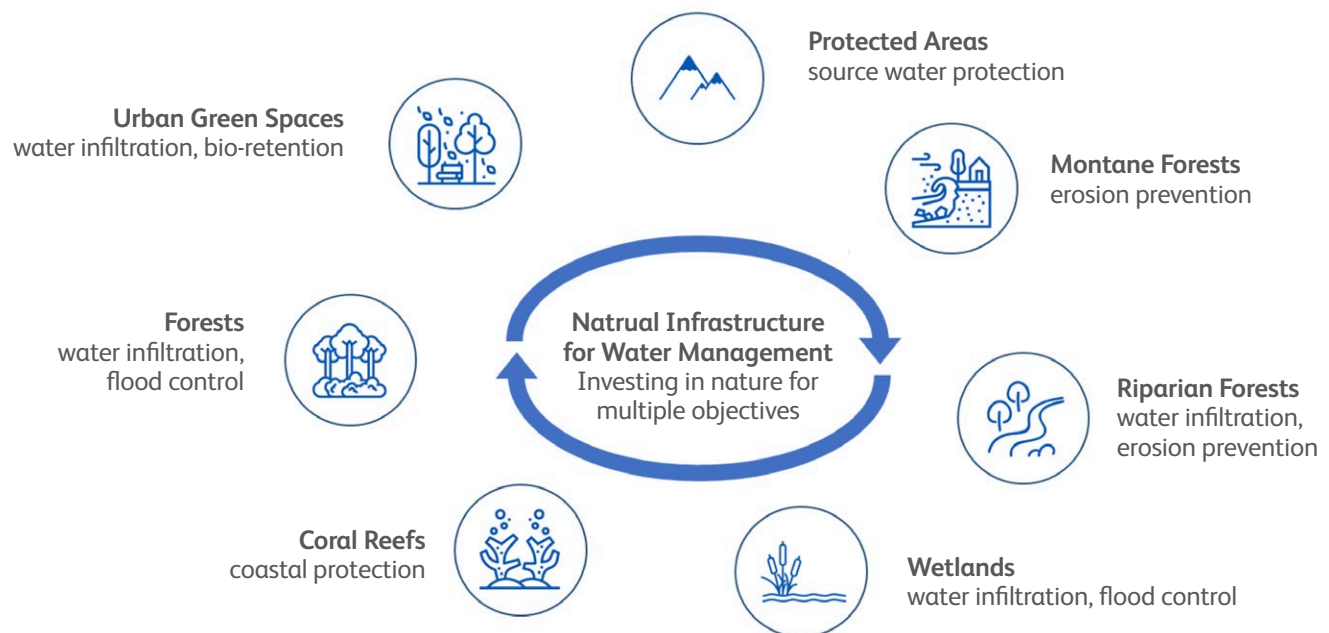 Protected Areas
source water protection
Urban Green Spaces
water infiltration, bio-retention
Montane Forests
erosion prevention
Natrual Infrastructure
for Water Management
Investing in nature for
multiple objectives
Forests
water infiltration,
flood control
Riparian Forests
water infiltration,
erosion prevention
Coral Reefs
coastal protection
Wetlands
water infiltration, flood control